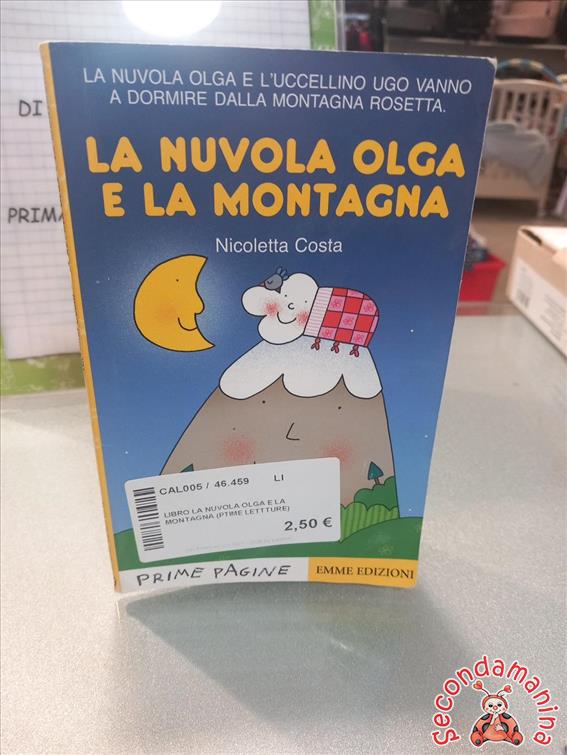 DI
PRIMA
LA NUVOLA OLGA E L'UCCELLINO UGO VANNO
A DORMIRE DALLA MONTAGNA ROSETTA.
LA NUVOLA OLGA
E LA MONTAGNA
Nicoletta Costa
CAL005 / 46.459 LI
LIBRO LA NUVOLA OLGA E LA
MONTAGNA (PTIME LETTTURE)
2,50 €
PRIME PAGINE
EMME EDIZIONI
Secondamanina